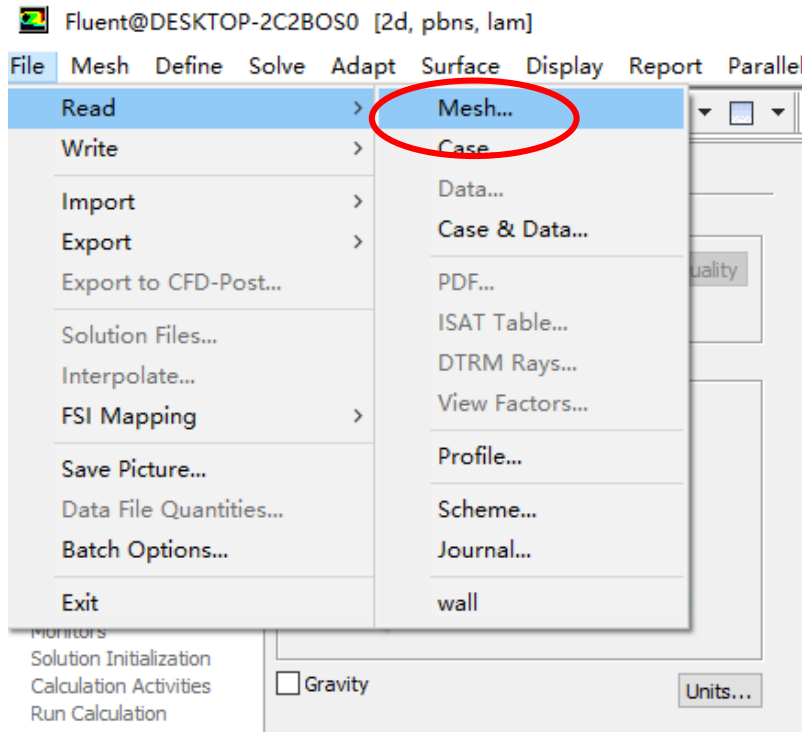 Fluent@DESKTOP-2C2BOS0 [2d, pbns, lam]
File Mesh Define Solve Adapt Surface Display Report Parallel
Read > Mesh...
Write > Case
Data...
Import >
Case & Data...
Export >
uality
Export to CFD-Post...
PDF...
ISAT Table...
Solution Files...
DTRM Rays...
Interpolate...
View Factors...
FSI Mapping >
Profile...
Save Picture...
Data File Quantities...
Scheme...
Batch Options...
Journal...
Exit
wall
Monitors
Solution Initialization
Calculation Activities
Gravity
Units...
Run Calculation